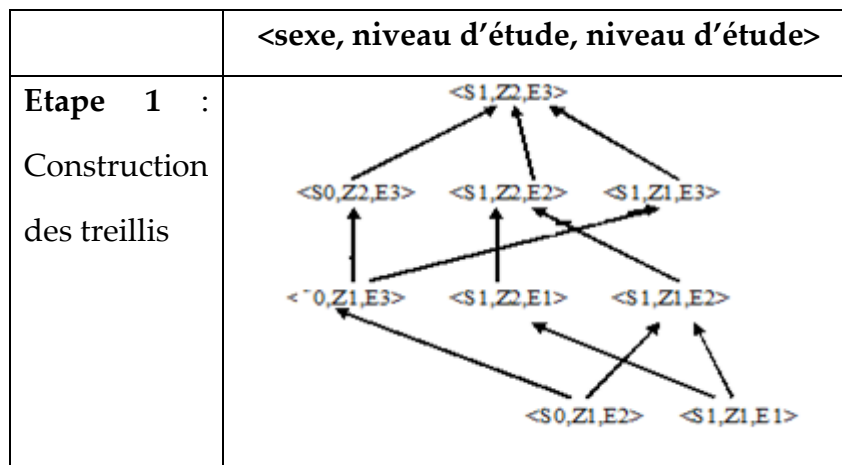 <sexe, niveau d'étude, niveau d'étude>
Etape 1 :
Construction
des treillis
<S1,Z2,E3>
<S0,Z2,E3> <S1,Z2,E2> <S1,Z1,E3>
0,Z1,E3> <S1,Z2,E1> <S1,Z1,E2>
<S0,Z1,E2> <S1,Z1,E1>